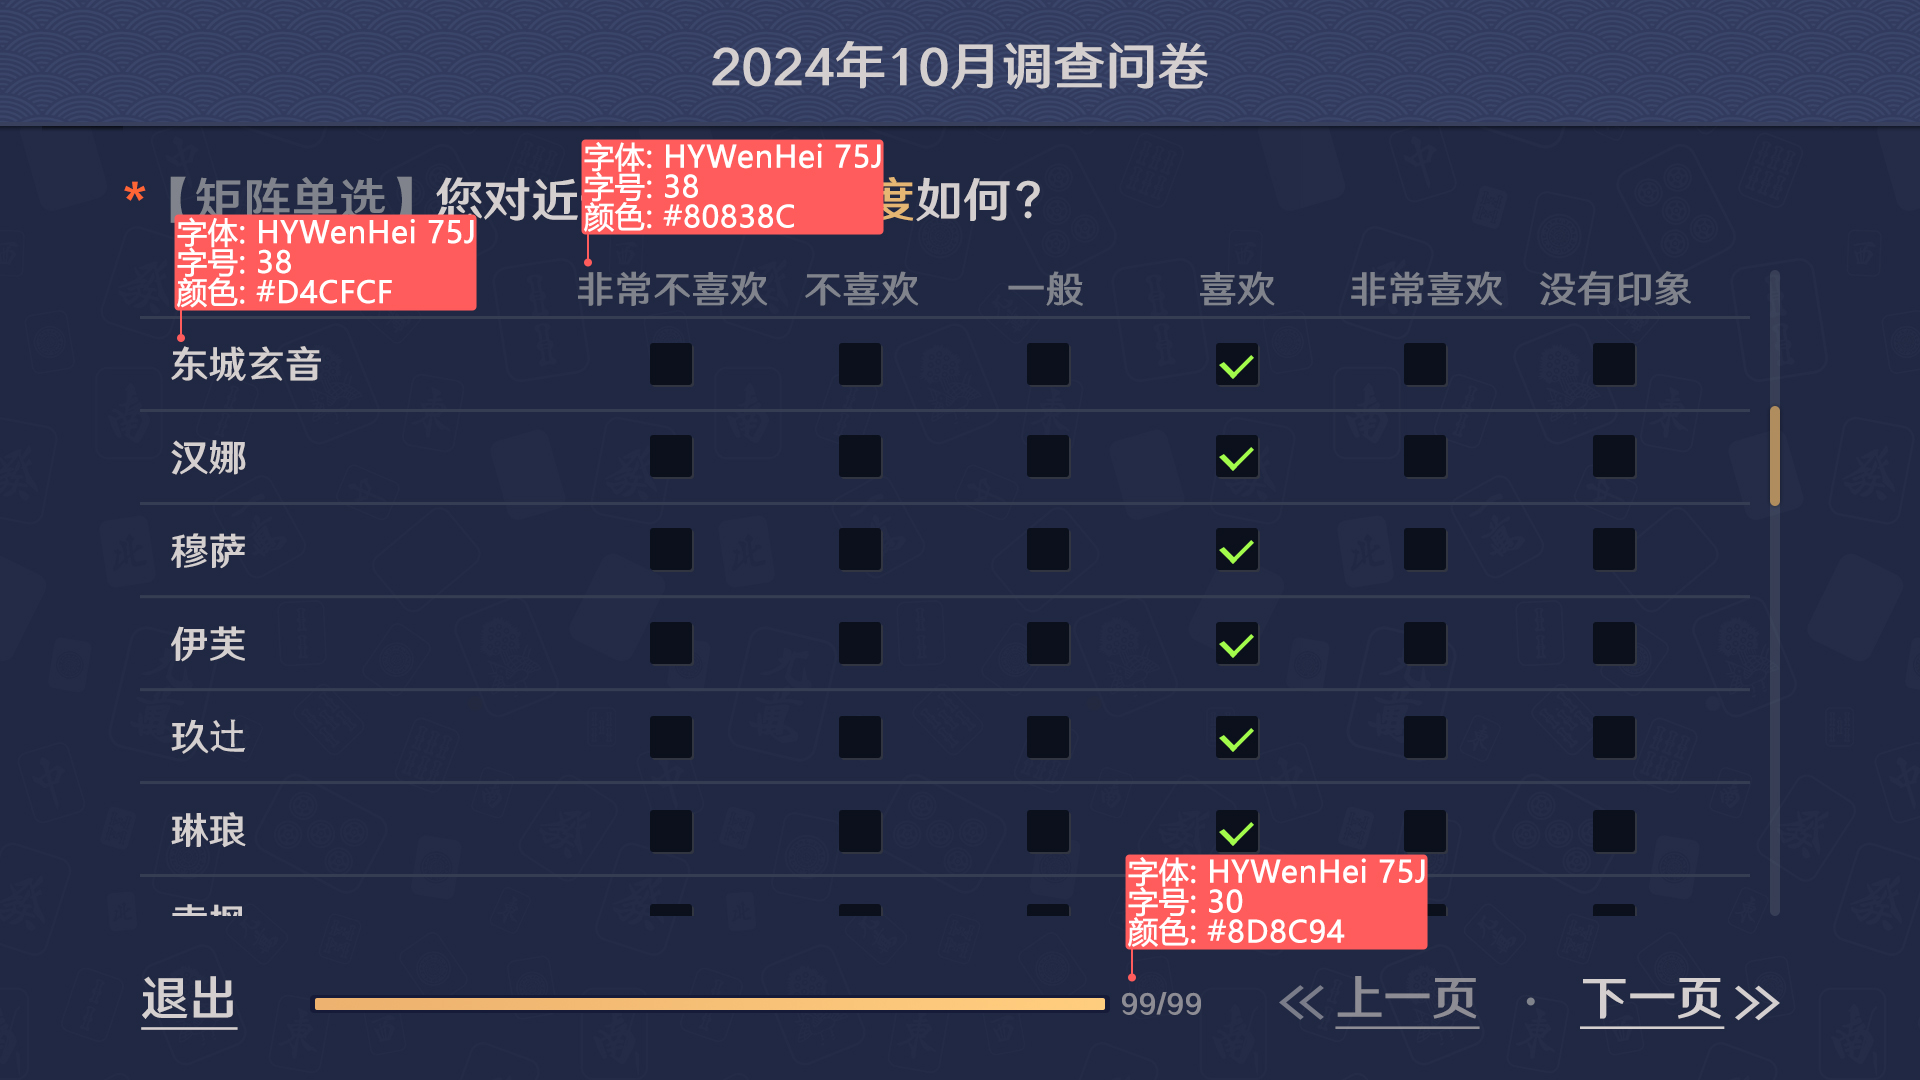 2024年10月调查问卷
*【矩阵单选】您对近
度如何？
字体: HYWenHei 75J
字号: 38
颜色: #80838C
字体: HYWenHei 75J
字号: 38
颜色: #D4CFCF
非常不喜欢 不喜欢 一般 喜欢 非常喜欢 没有印象
东城玄音
汉娜
穆萨
伊芙
玖辻
琳琅
字体: HYWenHei 75J
字号: 30
颜色: #8D8C94
退出 99/99 上一页 · 下一页